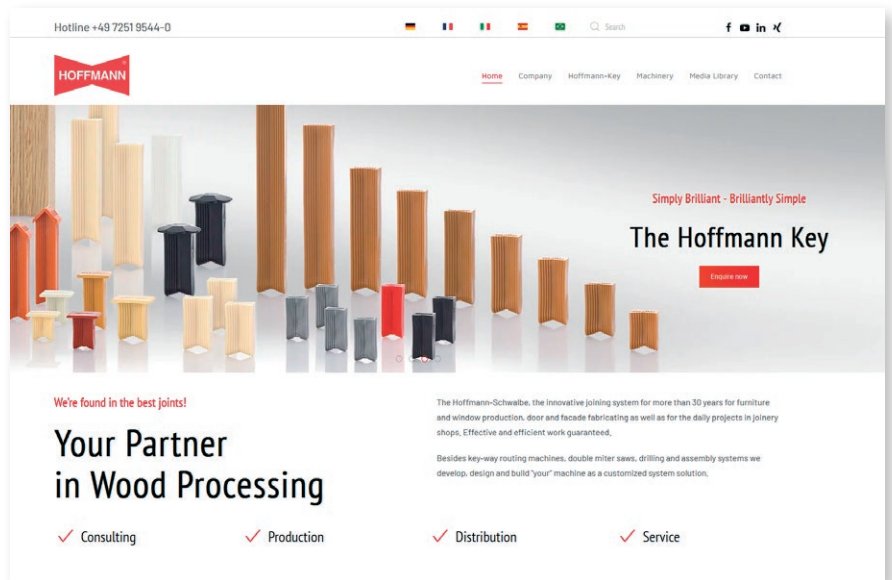 Hotline +49 7251 9544-0
Search
HOFFMANN
Home Company Hoffmann-Key Machinery Media Library Contact
Simply Brilliant - Brilliantly Simple
The Hoffmann Key
Enquire now
We're found in the best joints!
Your Partner
in Wood Processing
The Hoffmann-Schwalbe, the innovative joining system for more than 30 years for furniture
and window production, door and facade fabricating as well as for the daily projects in joinery
shops. Effective and efficient work guaranteed.
Besides key-way routing machines, double miter saws, drilling and assembly systems we
develop, design and build "your" machine as a customized system solution.
Consulting
Production
Distribution
Service